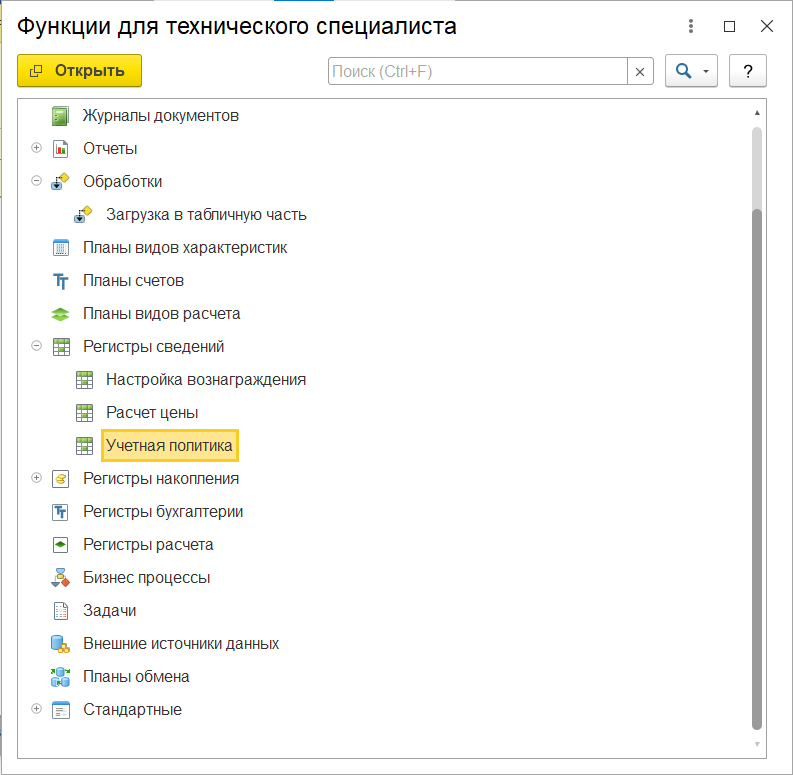 Функции для технического специалиста
Открыть
Поиск (Ctrl+F)
?
Журналы документов
Отчеты
Обработки
Загрузка в табличную часть
Планы видов характеристик
Планы счетов
Планы видов расчета
Регистры сведений
Настройка вознаграждения
Расчет цены
Учетная политика
Регистры накопления
Регистры бухгалтерии
Регистры расчета
Бизнес процессы
Задачи
Внешние источники данных
Планы обмена
Стандартные